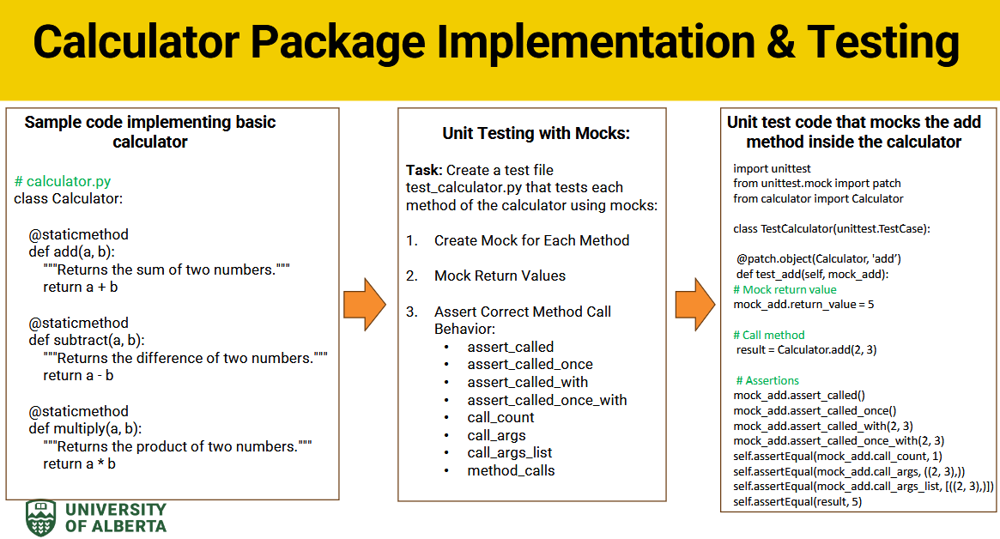 Calculator Package Implementation & Testing
Sample code implementing basic
calculator
# calculator.py
class Calculator:
@staticmethod
def add(a, b):
"""Returns the sum of two numbers."""
return a + b
@staticmethod
def subtract(a, b):
"""Returns the difference of two numbers."""
return a - b
@staticmethod
def multiply(a, b):
"""Returns the product of two numbers."""
return a * b
Unit Testing with Mocks:
Task: Create a test file
test_calculator.py that tests each
method of the calculator using mocks:
1. Create Mock for Each Method
2. Mock Return Values
3. Assert Correct Method Call
Behavior:
• assert_called
• assert_called_once
• assert_called_with
• assert_called_once_with
• call_count
• call_args
• call_args_list
• method_calls
Unit test code that mocks the add
method inside the calculator
import unittest
from unittest.mock import patch
from calculator import Calculator
class TestCalculator(unittest.TestCase):
@patch.object(Calculator, 'add’)
def test_add(self, mock_add):
# Mock return value
mock_add.return_value = 5
# Call method
result = Calculator.add(2, 3)
# Assertions
mock_add.assert_called()
mock_add.assert_called_once()
mock_add.assert_called_with(2, 3)
mock_add.assert_called_once_with(2, 3)
self.assertEqual(mock_add.call_count, 1)
self.assertEqual(mock_add.call_args, ((2, 3),))
self.assertEqual(mock_add.call_args_list, [((2, 3),)])
self.assertEqual(result, 5)
UNIVERSITY
OF ALBERTA